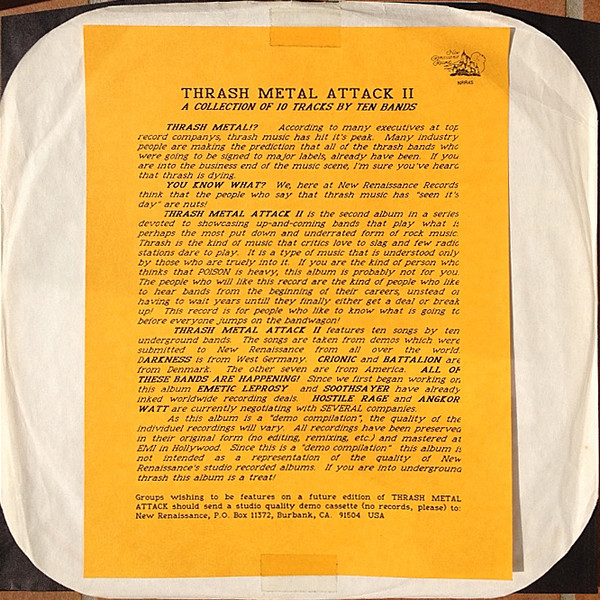 NRR45
THRASH METAL ATTACK II
A COLLECTION OF 10 TRACKS BY TEN BANDS
THRASH METAL!? According to many executives at top
record companys, thrash music has hit it's peak. Many industry
people are making the prediction that all of the thrash bands who
were going to be signed to major labels, already have been. If you
are into the business end of the music scene, I'm sure you've heard
that thrash is dying.
YOU KNOW WHAT? We, here at New Renaissance Records
think that the people who say that thrash music has "seen it's
day" are nuts!
THRASH METAL ATTACK II is the second album in a series
devoted to showcasing up-and-coming bands that play what is
perhaps the most put down and underrated form of rock music.
Thrash is the kind of music that critics love to slag and few radio
stations dare to play. It is a type of music that is understood only
by those who are truely into it. If you are the kind of person who
thinks that POISON is heavy, this album is probably not for you.
The people who will like this record are the kind of people who like
to hear bands from the beginning of their careers, unstead of
having to wait years untill they finally either get a deal or break
up! This record is for people who like to know what is going to
before everyone jumps on the bandwagon!
THRASH METAL ATTACK II features ten songs by ten
underground bands. The songs are taken from demos which were
submitted to New Renaissance from all over the world.
DARKNESS is from West Germany. CRIONIC and BATTALION are
from Denmark. The other seven are from America. ALL OF
THESE BANDS ARE HAPPENING! Since we first began working on
this album EMETIC LEPROSY and SOOTHSAYER have already
inked worldwide recording deals. HOSTILE RAGE and ANGKOR
WATT are currently negotiating with SEVERAL companies.
As this album is a "demo compilation", the quality of the
individuel recordings will vary. All recordings have been preserved
in their original form (no editing, remixing, etc.) and mastered at
EMI in Hollywood. Since this is a "demo compilation" this album is
not intended as a representation of the quality of New
Renaissance's studio recorded albums. If you are into underground
thrash this album is a treat!
Groups wishing to be features on a future edition of THRASH METAL
ATTACK should send a studio quality demo cassette (no records, please) to:
New Renaissance, P.O. Box 11372, Burbank, CA. 91504 USA